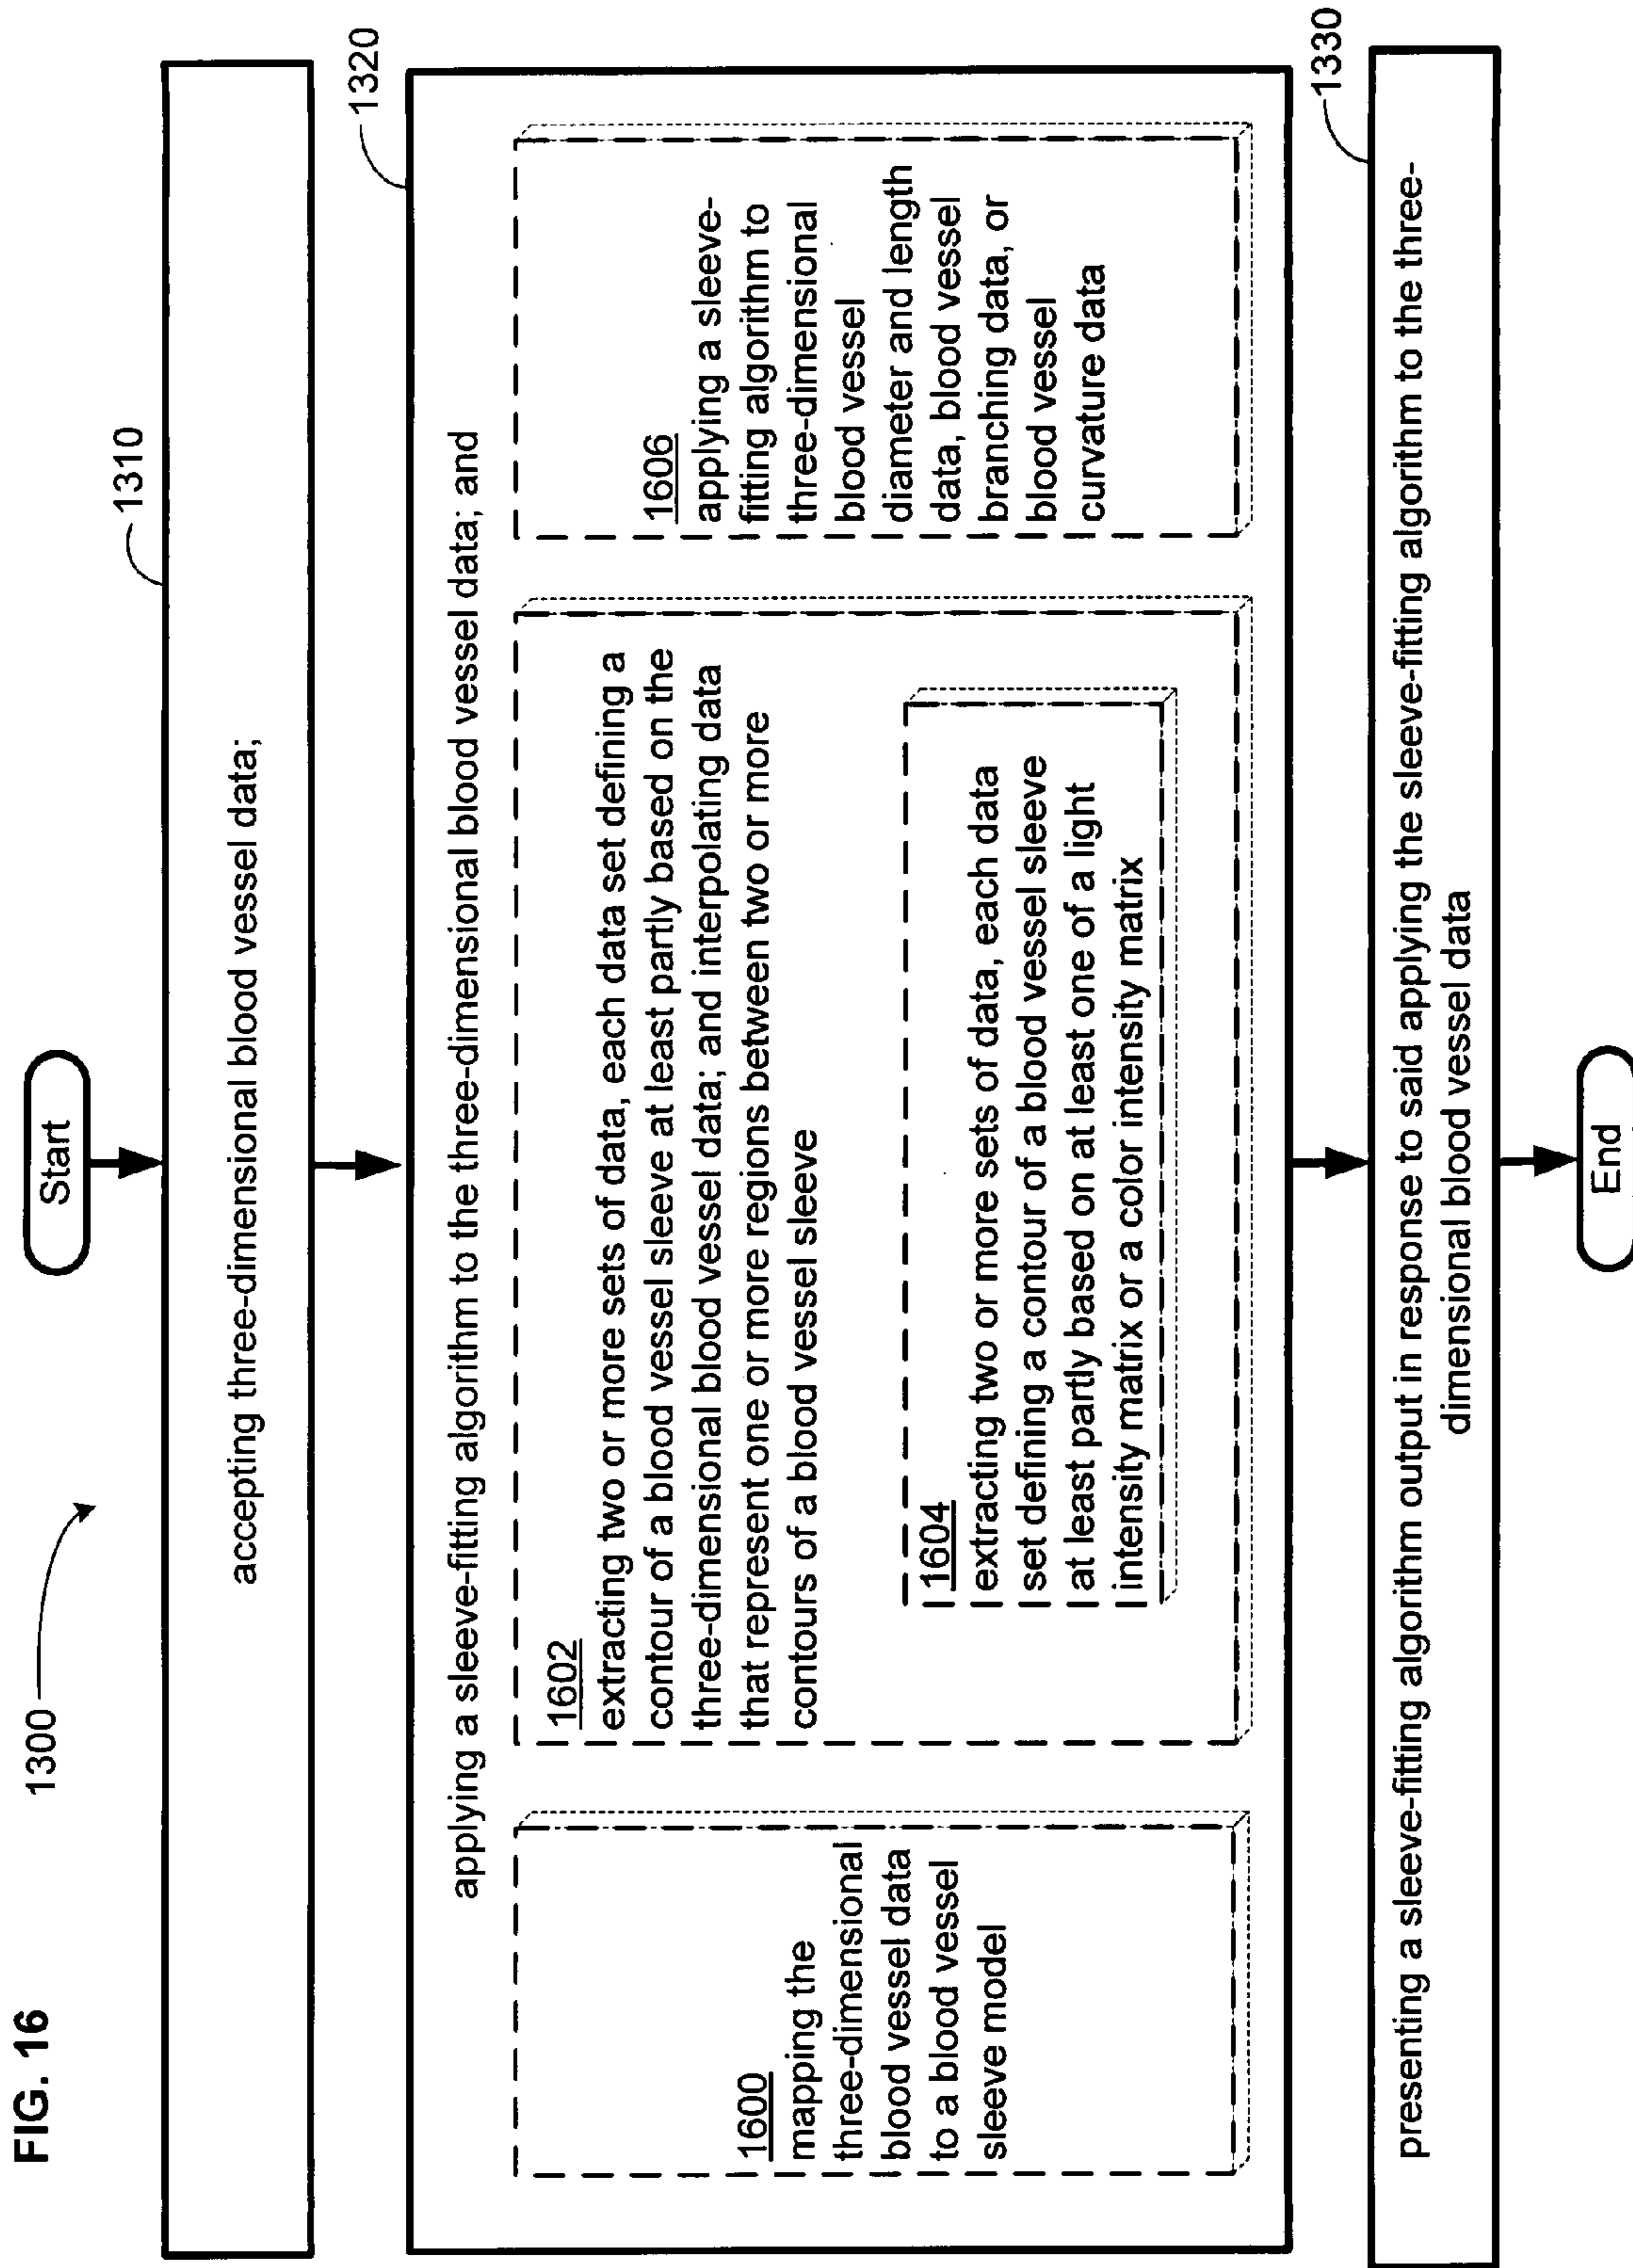 FIG. 16
1300
Start
1310
accepting three-dimensional blood vessel data;
1320
applying a sleeve-fitting algorithm to the three-dimensional blood vessel data; and
1600
mapping the
three-dimensional
blood vessel data
to a blood vessel
sleeve model
1602
extracting two or more sets of data, each data set defining a
contour of a blood vessel sleeve at least partly based on the
three-dimensional blood vessel data; and interpolating data
that represent one or more regions between two or more
contours of a blood vessel sleeve
1604
extracting two or more sets of data, each data
set defining a contour of a blood vessel sleeve
at least partly based on at least one of a light
intensity matrix or a color intensity matrix
1606
applying a sleeve-
fitting algorithm to
three-dimensional
blood vessel
diameter and length
data, blood vessel
branching data, or
blood vessel
curvature data
1330
presenting a sleeve-fitting algorithm output in response to said applying the sleeve-fitting algorithm to the three-
dimensional blood vessel data
End